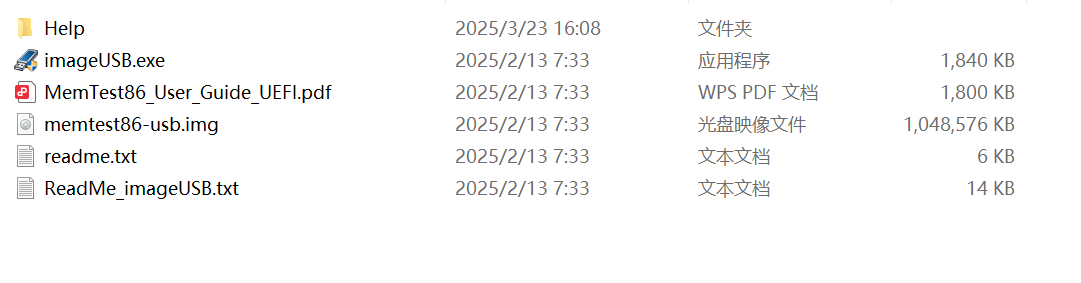 Help 2025/3/23 16:08 文件夹
imageUSB.exe 2025/2/13 7:33 应用程序 1,840 KB
MemTest86_User_Guide_UEFI.pdf 2025/2/13 7:33 WPS PDF 文档 1,800 KB
memtest86-usb.img 2025/2/13 7:33 光盘映像文件 1,048,576 KB
readme.txt 2025/2/13 7:33 文本文档 6 KB
ReadMe_imageUSB.txt 2025/2/13 7:33 文本文档 14 KB